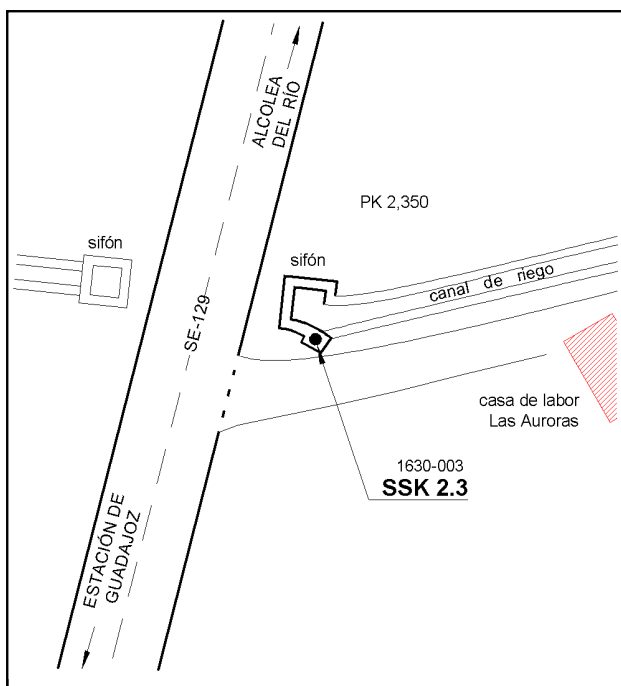 ALCOLEA
DEL RÍO
PK 2,350
sifón
sifón
canal de riego
SE-129
casa de labor
Las Auroras
1630-003
SSK 2.3
ESTACIÓN DE
GUADAJOZ